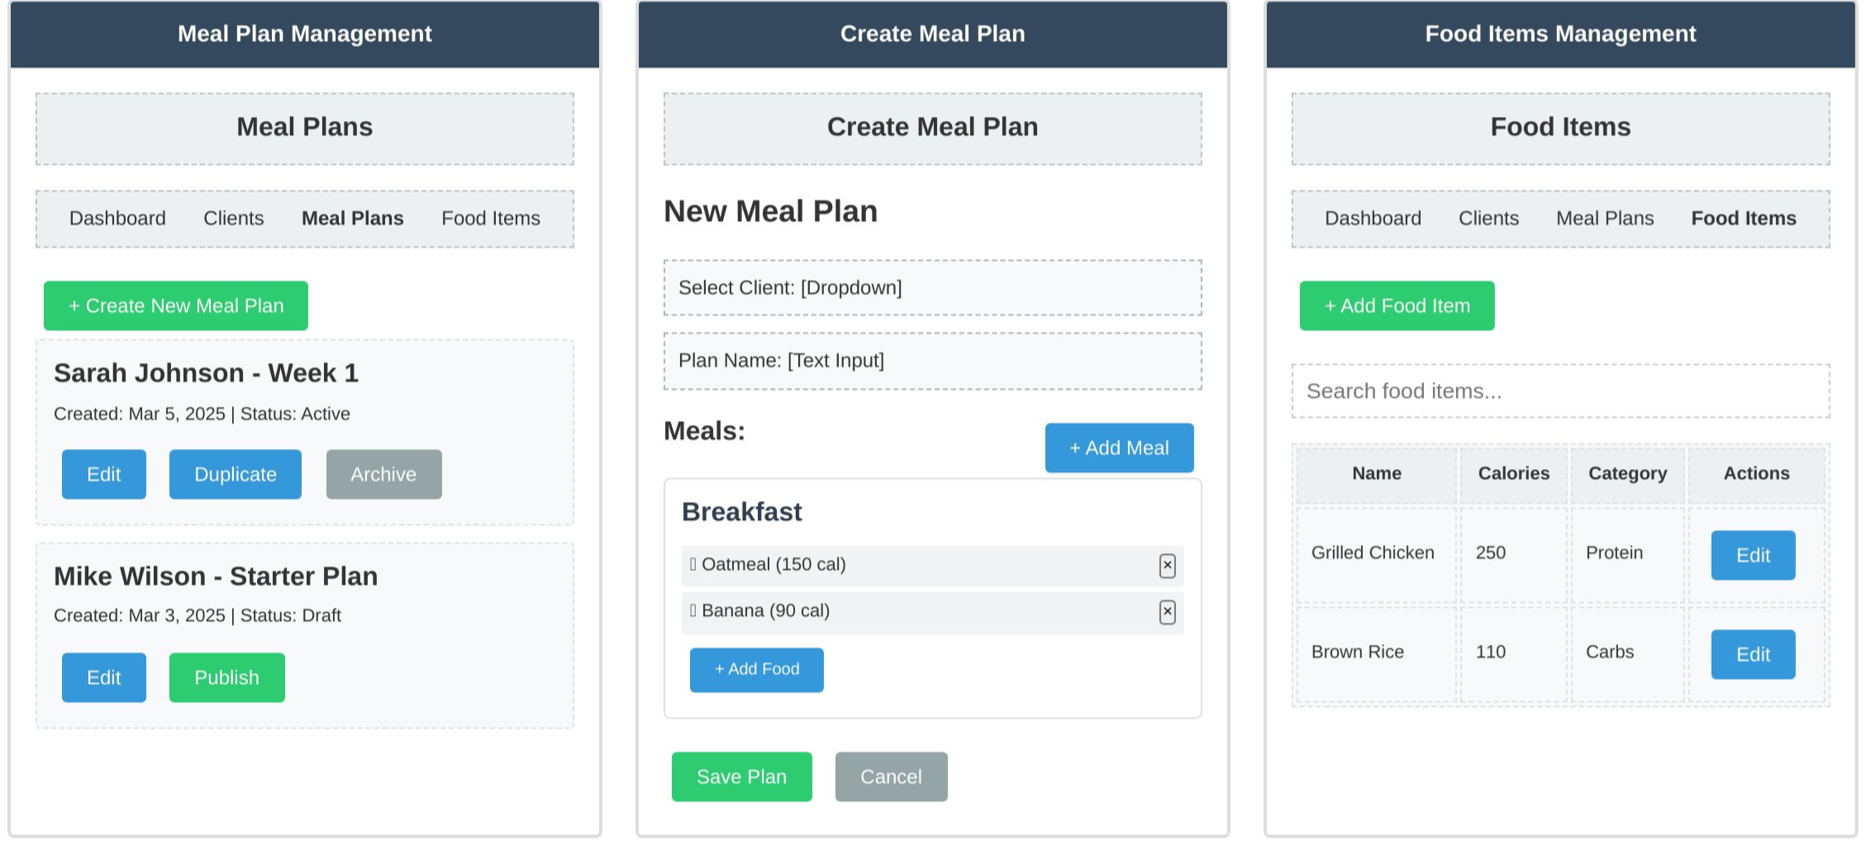 Meal Plan Management
Meal Plans
Dashboard Clients Meal Plans Food Items
+ Create New Meal Plan
Sarah Johnson - Week 1
Created: Mar 5, 2025 | Status: Active
Edit Duplicate Archive
Mike Wilson - Starter Plan
Created: Mar 3, 2025 | Status: Draft
Edit Publish
Create Meal Plan
Create Meal Plan
New Meal Plan
Select Client: [Dropdown]
Plan Name: [Text Input]
Meals:
+ Add Meal
Breakfast
Oatmeal (150 cal) ×
Banana (90 cal) ×
+ Add Food
Save Plan Cancel
Food Items Management
Food Items
Dashboard Clients Meal Plans Food Items
+ Add Food Item
Search food items...
Name Calories Category Actions
Grilled Chicken 250 Protein Edit
Brown Rice 110 Carbs Edit